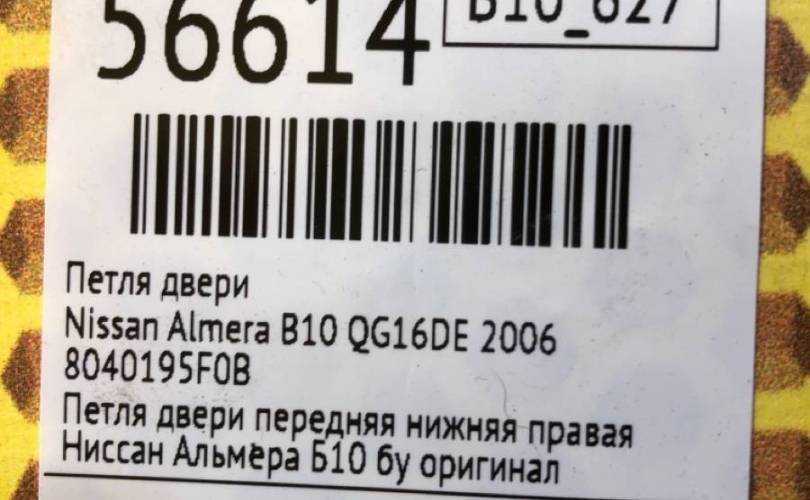 56614
B10_627
Петля двери
Nissan Almera B10 QG16DE 2006
8040195F0B
Петля двери передняя нижняя правая
Ниссан Альмера Б10 бу оригинал